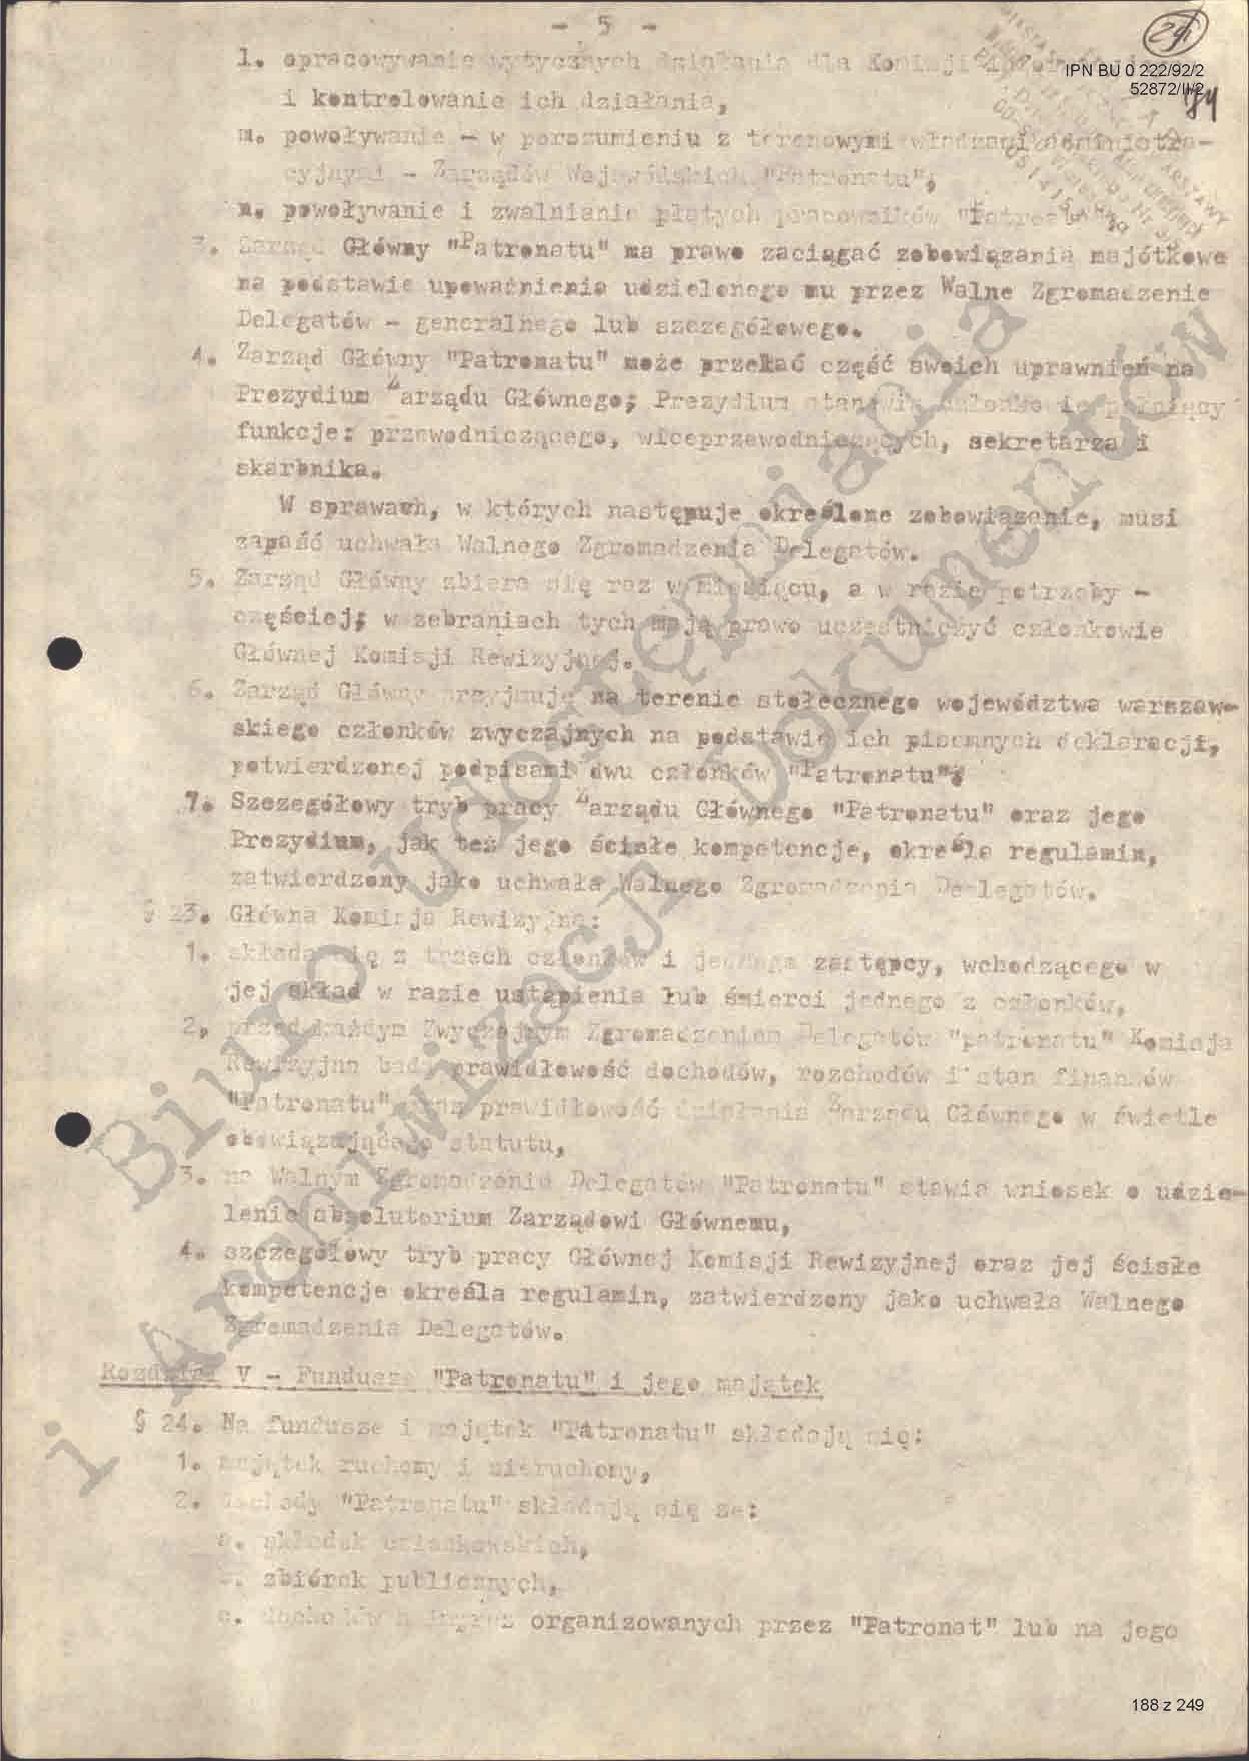 - 5 -
IPN BU 0 222/92/2
52872/II/2
184
l. opracowywanie wytycznych działania dla Komisji
i kontrolowanie ich działania,
m. powoływanie - w porozumieniu z terenowymi władzami administra-
cyjnymi - Zarządów Wojewódzkich "Patronatu",
n. powoływanie i zwalnianie płatych pracowników "Patronatu"
3. Zarząd Główny "Patronatu" ma prawo zaciągać zobowiązania majótkowe
na podstawie upoważnienia udzielonego mu przez Walne Zgromadzenie
Delegatów - generalnego lub szczegółowego.
4. Zarząd Główny "Patronatu" może przekać część swoich uprawnień na
Prezydium Zarządu Głównego; Prezydium stanowią członkowie pełniący
funkcje: przewodniczącego, wiceprzewodniczących, sekretarza i
skarbnika.
W sprawach, w których następuje określone zobowiązanie, musi
zapaść uchwała Walnego Zgromadzenia Delegatów.
5. Zarząd Główny zbiera się raz w miesiącu, a w razie potrzeby -
częściej; w zebraniach tych mają prawo uczestniczyć członkowie
Głównej Komisji Rewizyjnej.
6. Zarząd Główny przyjmuje na terenie stołecznego województwa warszaw-
skiego członków zwyczajnych na podstawie ich pisemnych deklaracji,
potwierdzonej podpisami dwu członków "Patronatu";
7. Szczegółowy tryb pracy Zarządu Głównego "Patronatu" oraz jego
Prezydium, jak też jego ścisłe kompetencje, określa regulamin,
zatwierdzony jako uchwała Walnego Zgromadzenia Delegatów.
§ 23. Główna Komisja Rewizyjna:
1. składa się z trzech członków i jednego zastępcy, wchodzącego w
jej skład w razie ustąpienia lub śmierci jednego z członków,
2, przed każdym Zwyczajnym Zgromadzeniem Delegatów "patronatu" Komisja
Rewizyjna bada prawidłowość dochodów, rozchodów i stan finansów
"Patronatu" oraz prawidłowość działania Zarządu Głównego w świetle
obowiązującego statutu,
3. na Walnym Zgromadzeniu Delegatów "Patronatu" stawia wniosek o udzie-
lenie absolutorium Zarządowi Głównemu,
4. szczegółowy tryb pracy Głównej Komisji Rewizyjnej oraz jej ścisłe
kompetencje określa regulamin, zatwierdzony jako uchwała Walnego
Zgromadzenia Delegatów.
Rozdział V - Fundusze "Patronatu" i jego majątek
§ 24. Na fundusze i majątek "Patronatu" składają się:
1. majątek ruchomy i nieruchomy,
2. dochody "Patronatu" składają się ze:
a. składek członkowskich,
b. zbiórek publicznych,
c. dochodów z imprez organizowanych przez "Patronat" lub na jego
Biuro Udostępniania
i Archiwizacji Dokumentów
188 z 249